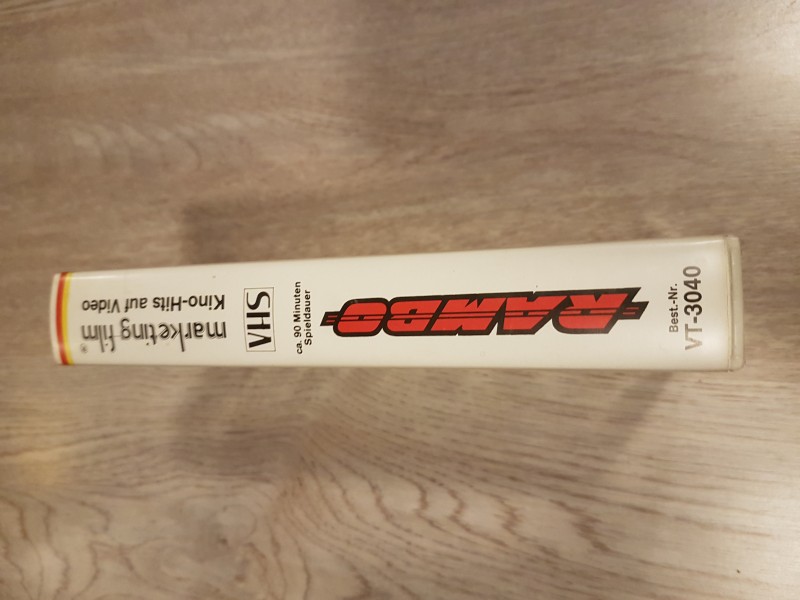 marketing film®
Kino-Hits auf Video
VHS
ca. 90 Minuten
Spieldauer
RAMBO
Best.-Nr.
VT-3040